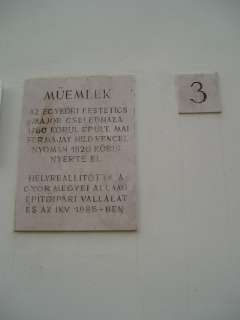 MŰEMLÉK
AZ EGYKORI FESTETICS
MAJOR CSELÉDHÁZA
1780 KÖRÜL ÉPÜLT. MAI
FORMÁJÁT HILD VENCEL
NYOMÁN 1820 KÖRÜL
NYERTE EL.
HELYREÁLLÍTOTTA A
GYŐR MEGYEI ÁLLAMI
ÉPÍTŐIPARI VÁLLALAT
ÉS AZ IKV 1985-BEN
3